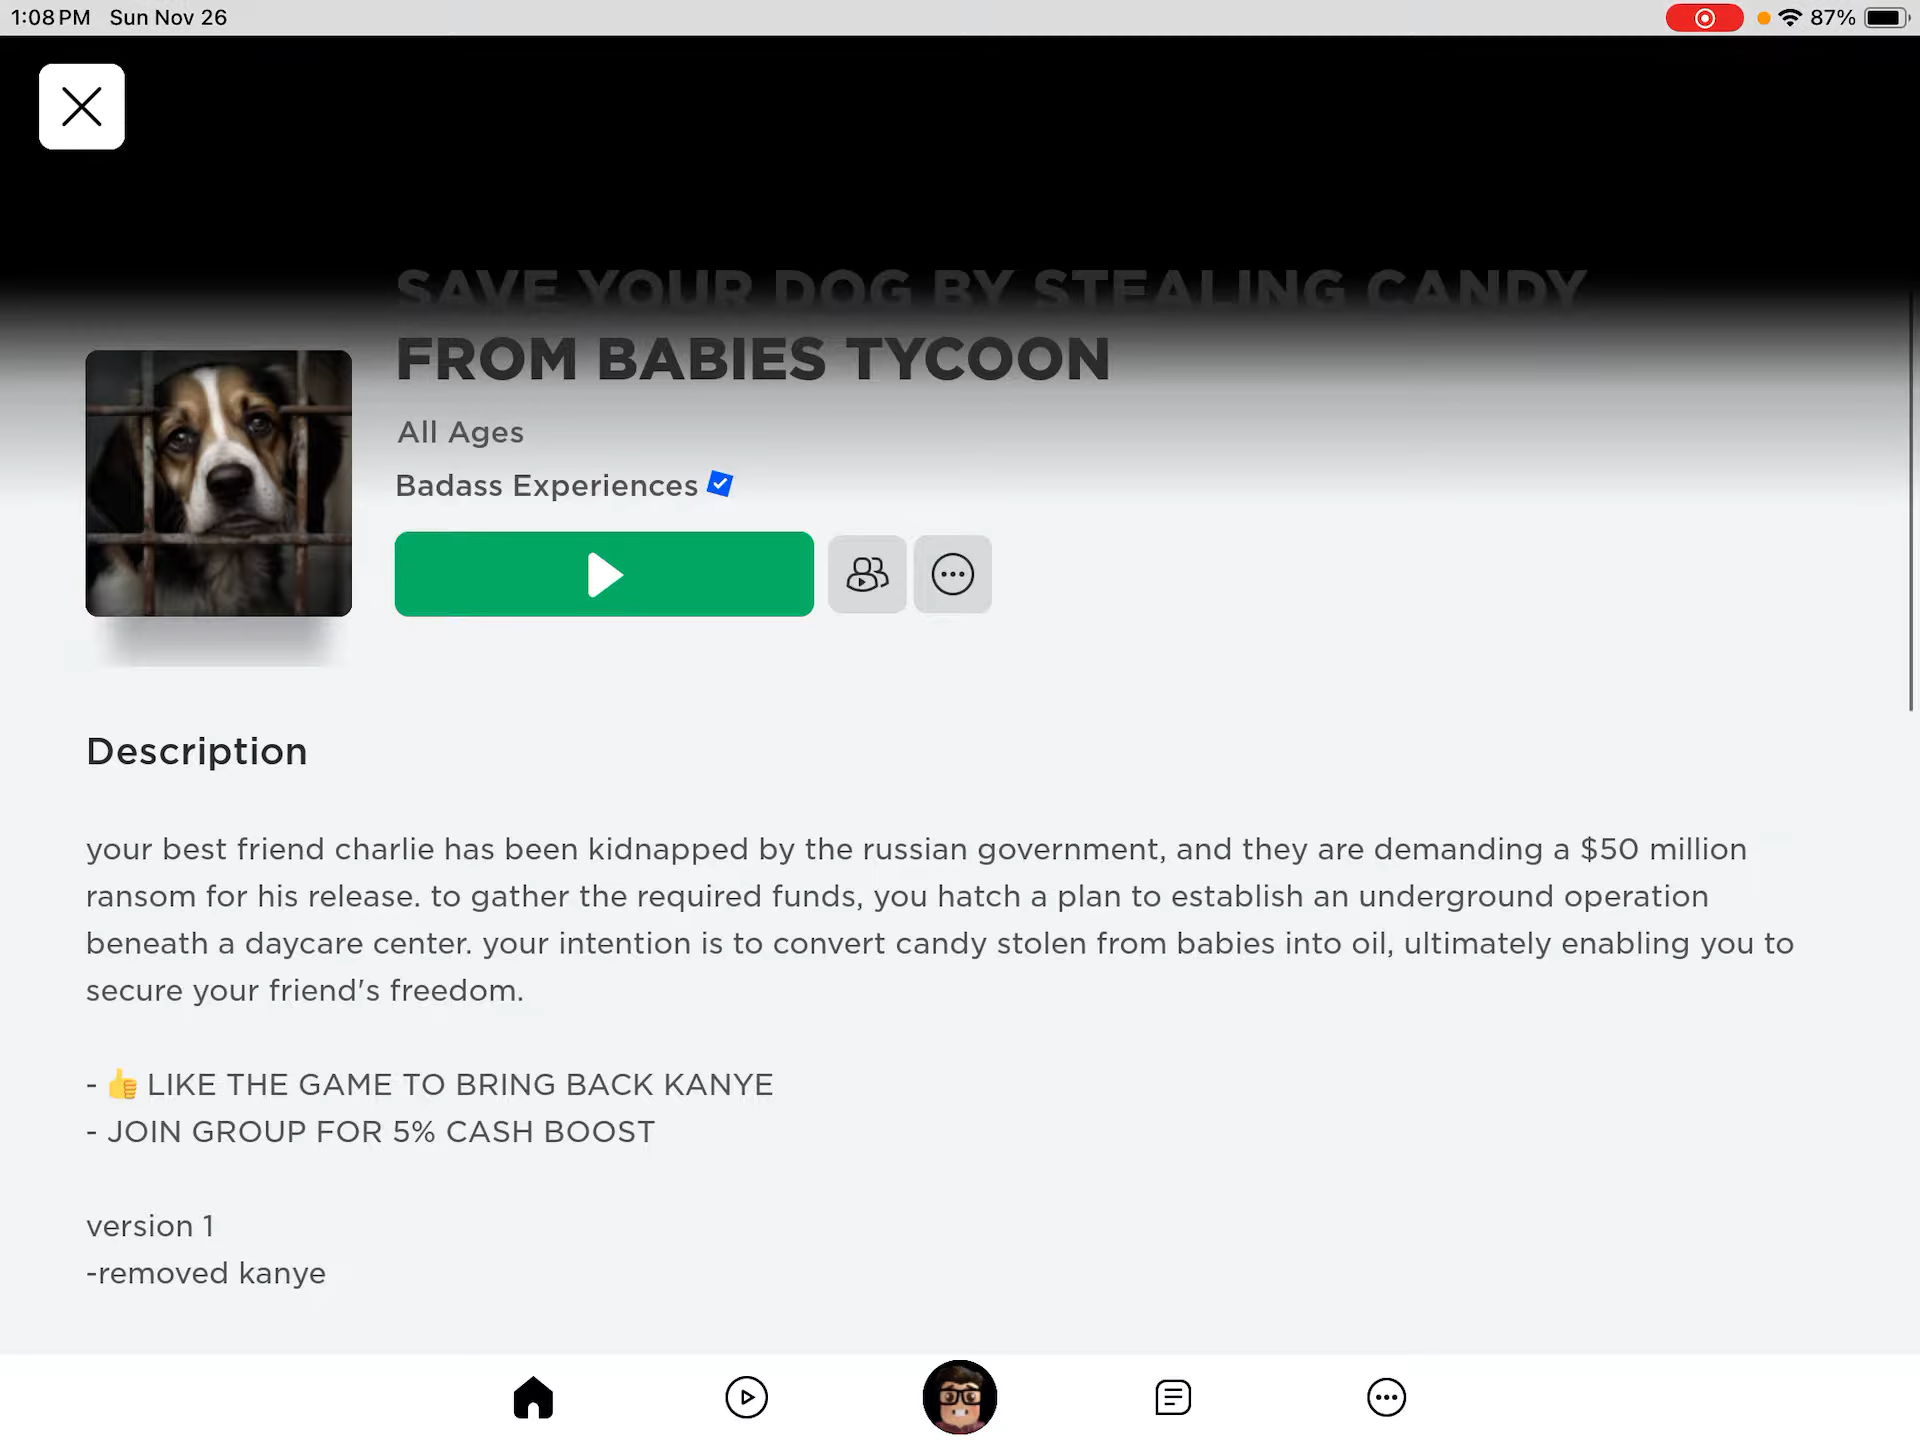 1:08 PM Sun Nov 26
87%
SAVE YOUR DOG BY STEALING CANDY
FROM BABIES TYCOON
All Ages
Badass Experiences
Description
your best friend charlie has been kidnapped by the russian government, and they are demanding a $50 million
ransom for his release. to gather the required funds, you hatch a plan to establish an underground operation
beneath a daycare center. your intention is to convert candy stolen from babies into oil, ultimately enabling you to
secure your friend's freedom.
- 👍 LIKE THE GAME TO BRING BACK KANYE
- JOIN GROUP FOR 5% CASH BOOST
version 1
-removed kanye